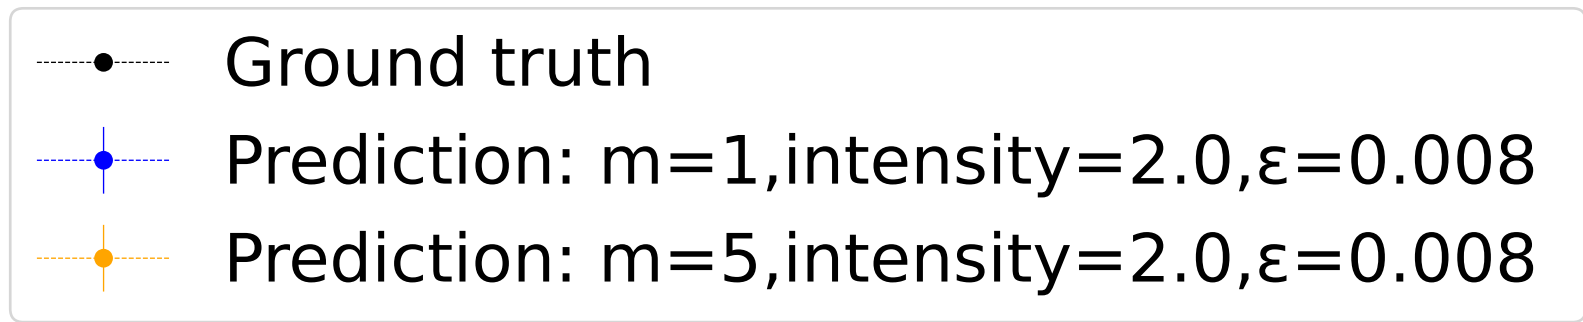 Ground truth
Prediction: m=1,intensity=2.0,ε=0.008
Prediction: m=5,intensity=2.0,ε=0.008